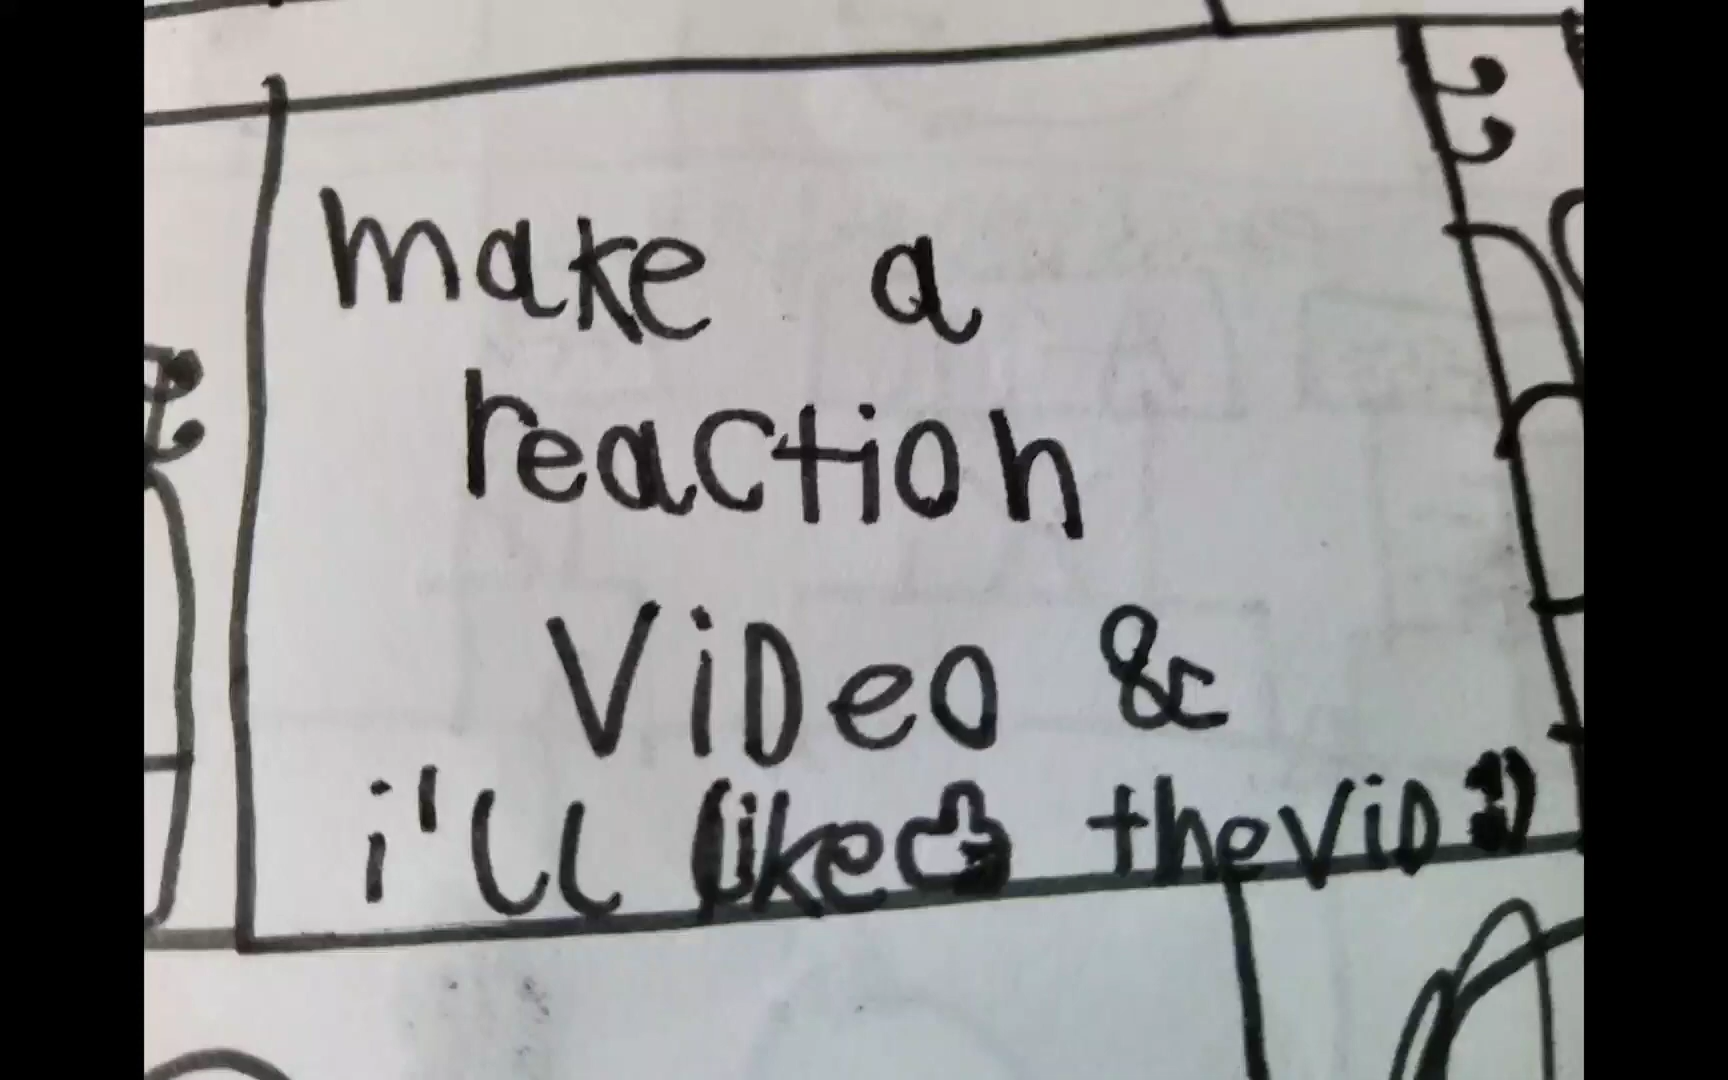 make a
reaction
ViDeo &
i'll like👍 the ViD :)